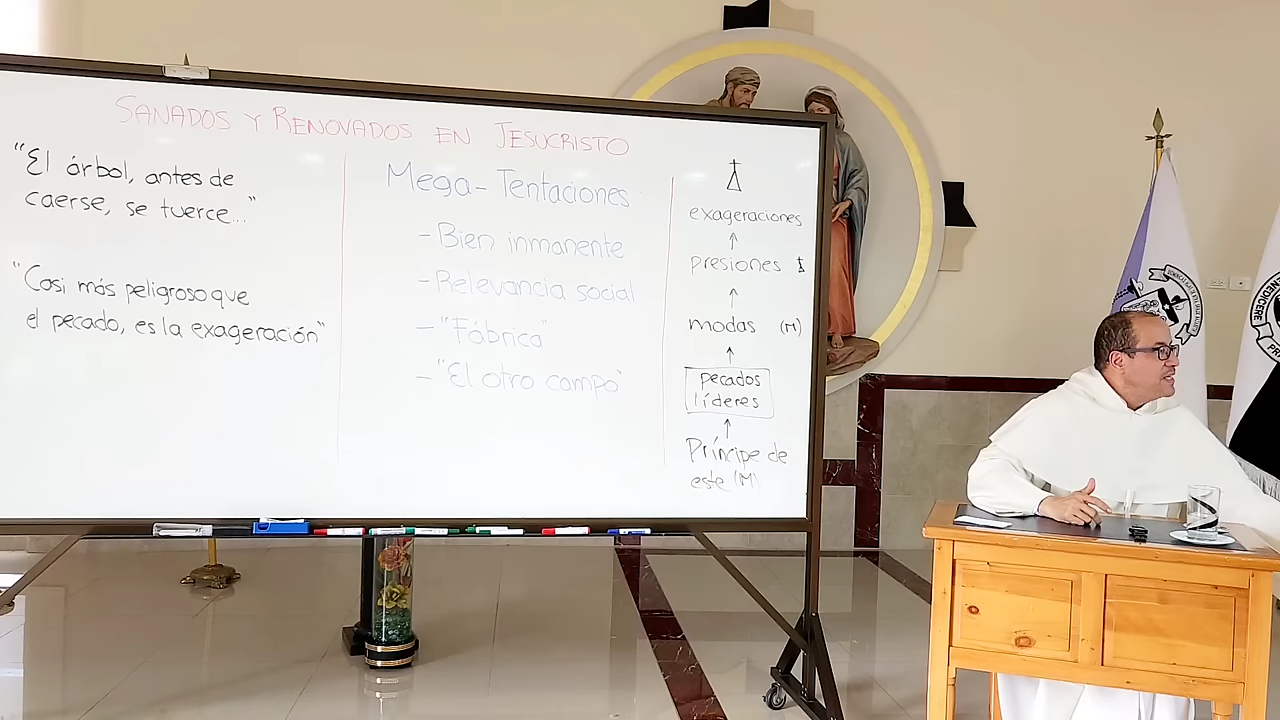 SANADOS Y RENOVADOS EN JESUCRISTO
"El árbol, antes de
caerse, se tuerce..."
"Casi más peligroso que
el pecado, es la exageración"
Mega-Tentaciones
- Bien inmanente
- Relevancia social
- "Fábrica"
- "El otro campo"
exageraciones
↑
presiones
↑
modas (M)
↑
pecados
líderes
↑
Príncipe de
este (M)